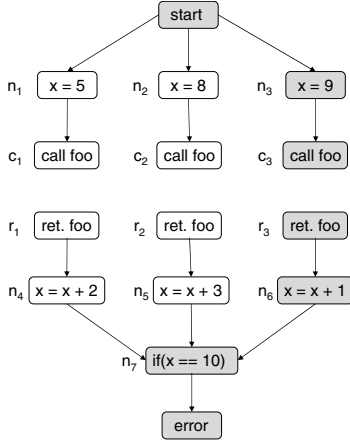 start
n1 x = 5 n2 x = 8 n3 x = 9
c1 call foo c2 call foo c3 call foo
r1 ret. foo r2 ret. foo r3 ret. foo
n4 x = x + 2 n5 x = x + 3 n6 x = x + 1
n7 if(x == 10)
error